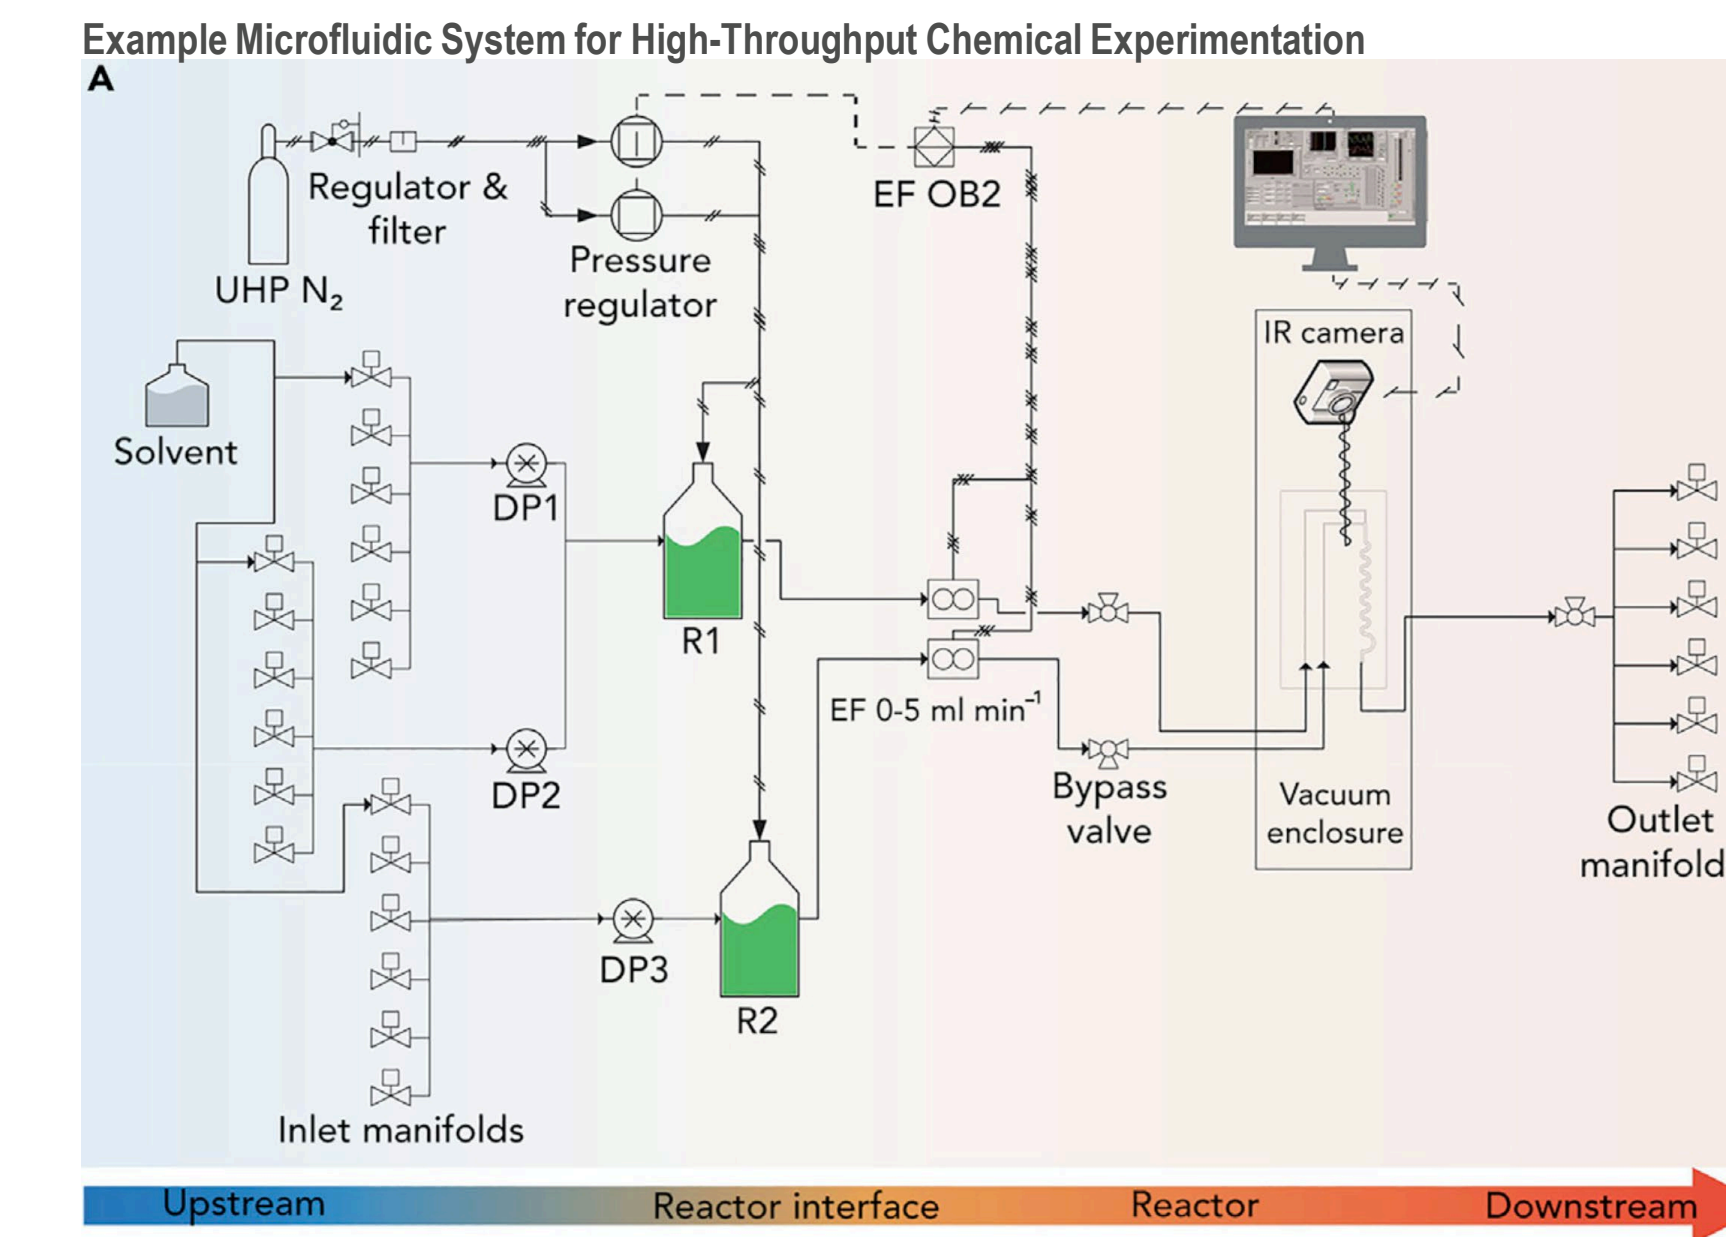 Example Microfluidic System for High-Throughput Chemical Experimentation
A
UHP N₂
Regulator &
filter
Pressure
regulator
EF OB2
IR camera
Solvent
DP1
R1
EF 0-5 ml min⁻¹
DP2
Bypass
valve
Vacuum
enclosure
Outlet
manifold
DP3
R2
Inlet manifolds
Upstream
Reactor interface
Reactor
Downstream